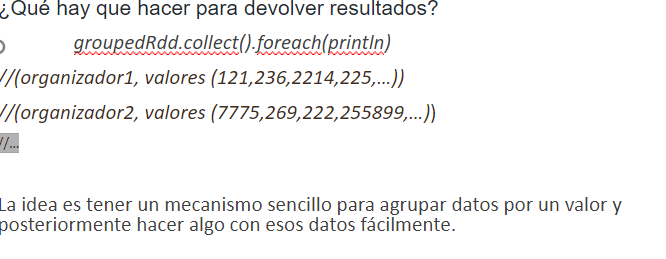 ¿Qué hay que hacer para devolver resultados?
groupedRdd.collect().foreach(println)
//(organizador1, valores (121,236,2214,225,...))
//(organizador2, valores (7775,269,222,255899,...))
//...
La idea es tener un mecanismo sencillo para agrupar datos por un valor y
posteriormente hacer algo con esos datos fácilmente.